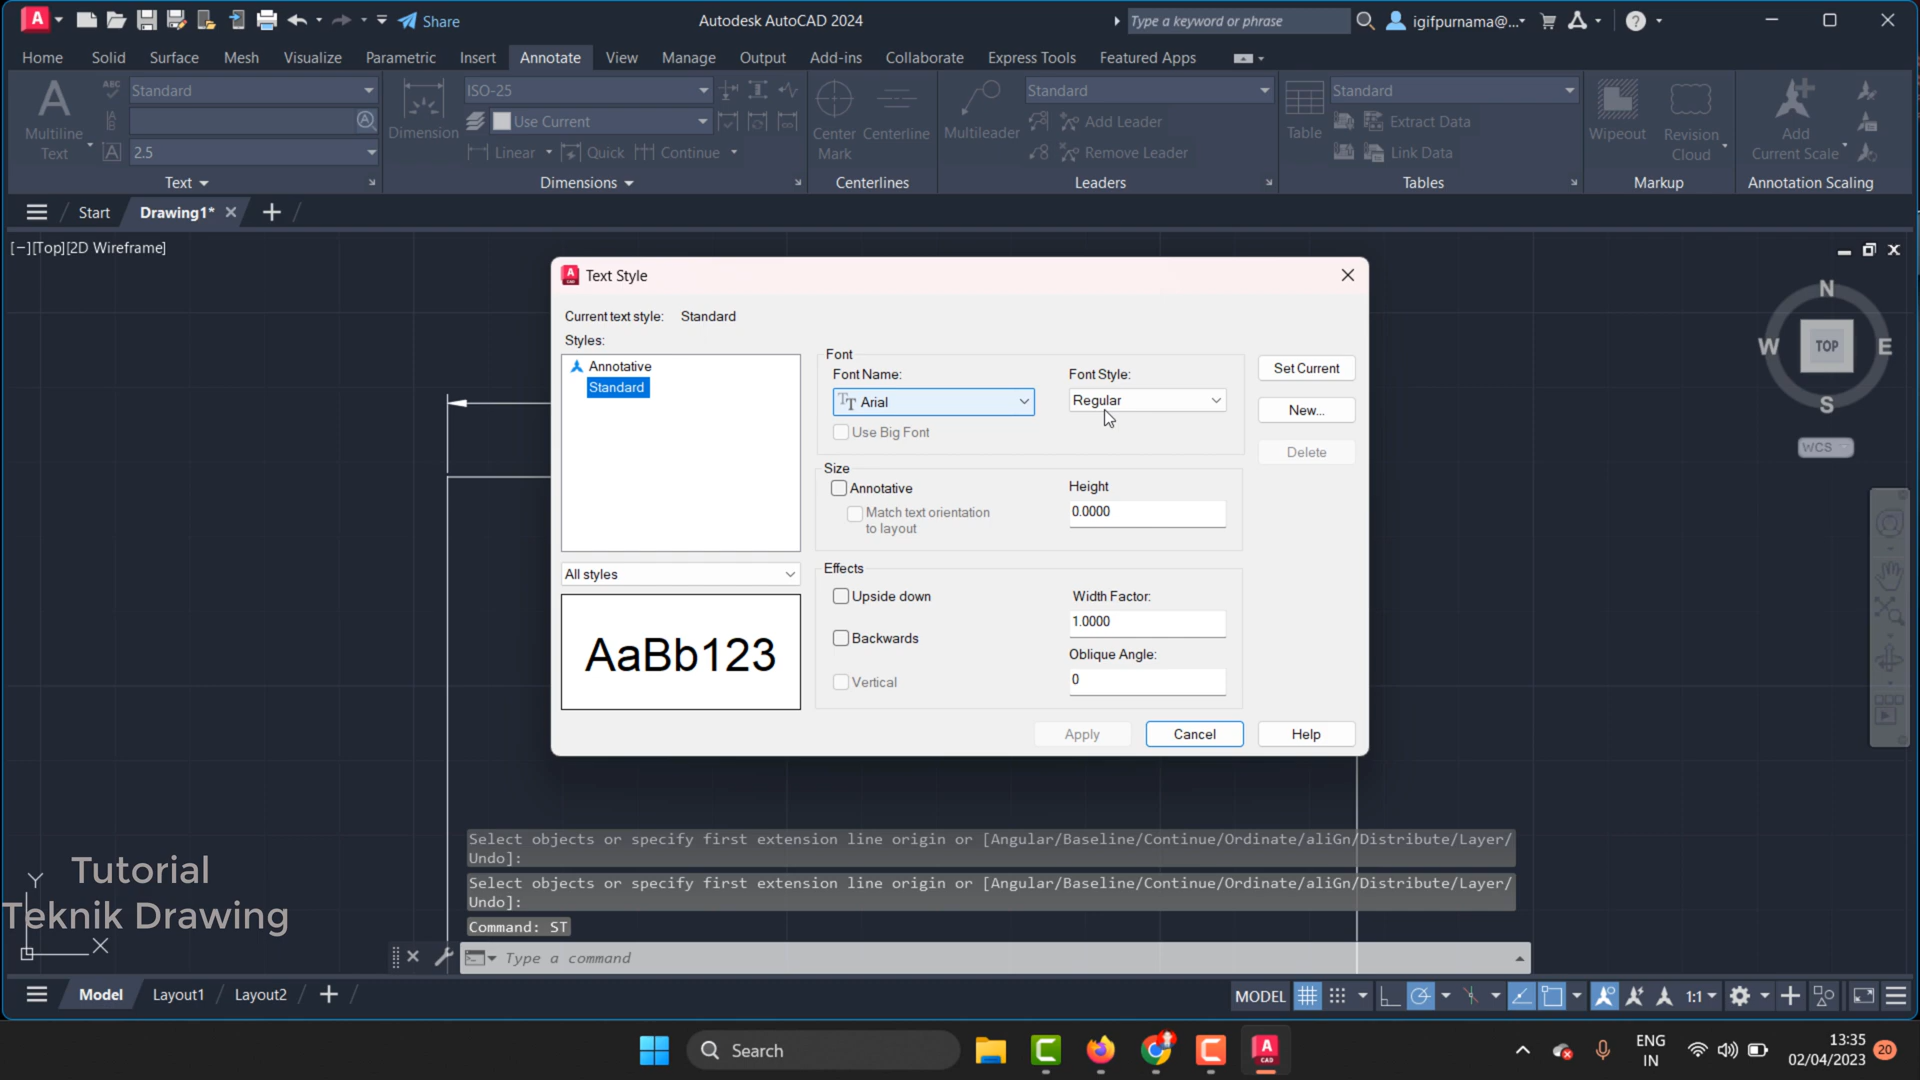 Share
Autodesk AutoCAD 2024
Type a keyword or phrase
igifpurnama@...
Home
Solid
Surface
Mesh
Visualize
Parametric
Insert
Annotate
View
Manage
Output
Add-ins
Collaborate
Express Tools
Featured Apps
Multiline
Text
ABC
Standard
2.5
Text
Dimension
ISO-25
Use Current
Linear
Quick
Continue
Dimensions
Center
Mark
Centerline
Centerlines
Multileader
Standard
Add Leader
Remove Leader
Leaders
Table
Standard
Extract Data
Link Data
Tables
Wipeout
Revision
Cloud
Markup
Add
Current Scale
Annotation Scaling
Start
Drawing1*
[−][Top][2D Wireframe]
N
W
TOP
E
S
WCS
Text Style
Current text style: Standard
Styles:
Annotative
Standard
All styles
AaBb123
Font
Font Name:
Arial
Use Big Font
Font Style:
Regular
Size
Annotative
Match text orientation
to layout
Height
0.0000
Effects
Upside down
Backwards
Vertical
Width Factor:
1.0000
Oblique Angle:
0
Set Current
New...
Delete
Apply
Cancel
Help
Select objects or specify first extension line origin or [Angular/Baseline/Continue/Ordinate/aliGn/Distribute/Layer/
Undo]:
Select objects or specify first extension line origin or [Angular/Baseline/Continue/Ordinate/aliGn/Distribute/Layer/
Undo]:
Command: ST
Type a command
Tutorial
Teknik Drawing
Y
X
Model
Layout1
Layout2
MODEL
1:1
Search
ENG
IN
13:35
02/04/2023
20